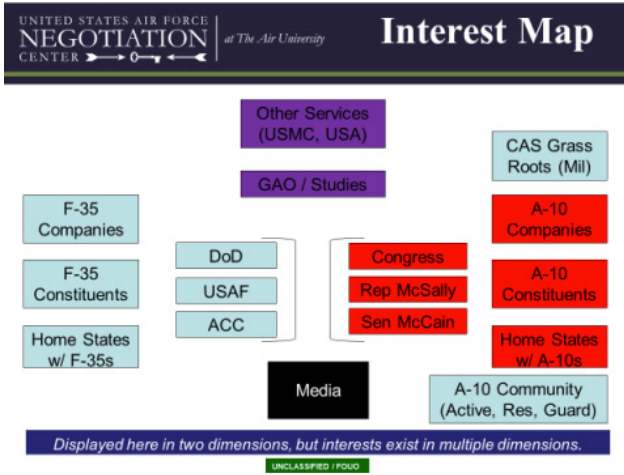 UNITED STATES AIR FORCE
NEGOTIATION
CENTER
at The Air University
Interest Map
Other Services
(USMC, USA)
CAS Grass
Roots (Mil)
GAO / Studies
F-35
Companies
A-10
Companies
DoD
Congress
F-35
Constituents
USAF
Rep McSally
A-10
Constituents
ACC
Sen McCain
Home States
w/ F-35s
Home States
w/ A-10s
Media
A-10 Community
(Active, Res, Guard)
Displayed here in two dimensions, but interests exist in multiple dimensions.
UNCLASSIFIED / FOUO